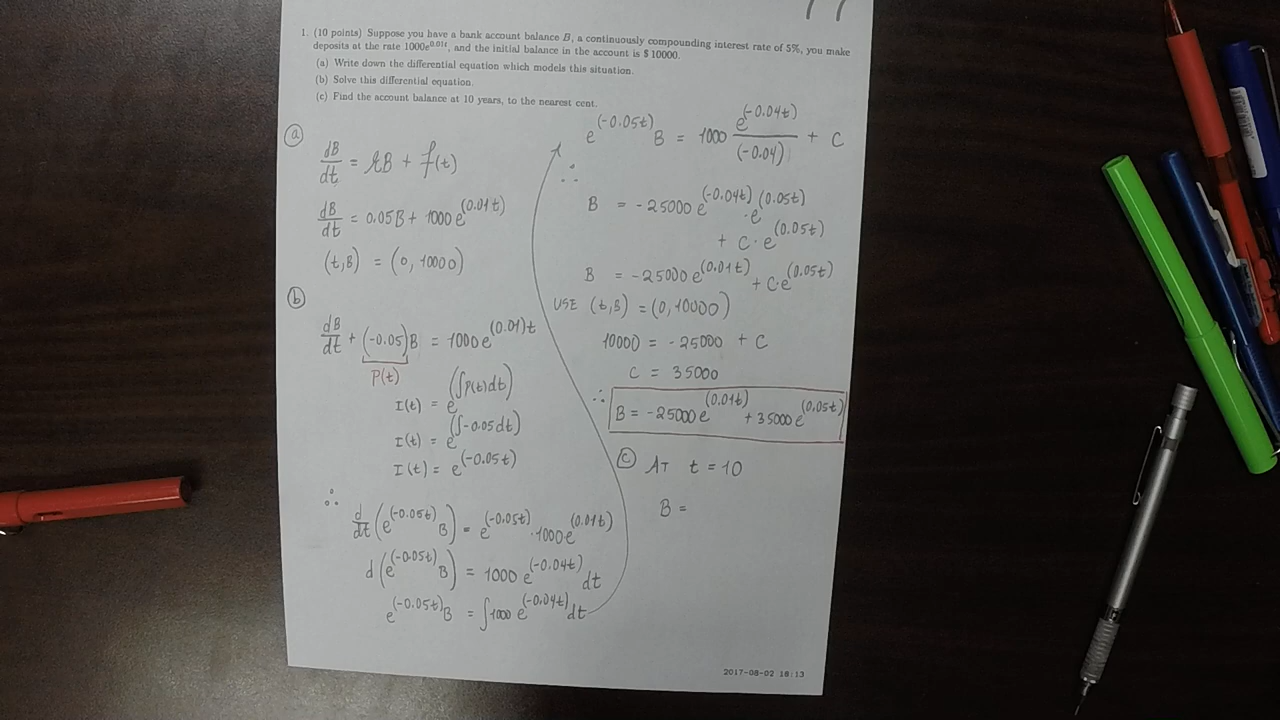 1. (10 points) Suppose you have a bank account balance B, a continuously compounding interest rate of 5%, you make
deposits at the rate 1000e^{0.01t}, and the initial balance in the account is $ 10000.
(a) Write down the differential equation which models this situation.
(b) Solve this differential equation.
(c) Find the account balance at 10 years, to the nearest cent.
(a)
dB/dt = rB + f(t)
dB/dt = 0.05B + 1000e^{(0.01t)}
(t,B) = (0, 10000)
(b)
dB/dt + (-0.05)B = 1000e^{(0.01)t}
P(t)
I(t) = e^{(∫P(t)dt)}
I(t) = e^{(∫-0.05dt)}
I(t) = e^{(-0.05t)}
∴
d/dt (e^{(-0.05t)}B) = e^{(-0.05t)} · 1000e^{(0.01t)}
d(e^{(-0.05t)}B) = 1000 e^{(-0.04t)} dt
e^{(-0.05t)}B = ∫1000 e^{(-0.04t)} dt
e^{(-0.05t)}B = 1000 e^{(-0.04t)}/(-0.04) + C
∴
B = -25000 e^{(-0.04t)} · e^{(0.05t)}
+ C · e^{(0.05t)}
B = -25000 e^{(0.01t)} + C·e^{(0.05t)}
USE (t,B) = (0, 10000)
10000 = -25000 + C
C = 35000
∴ B = -25000 e^{(0.01t)} + 35000 e^{(0.05t)}
(c) AT t = 10
B =
2017-08-02 18:13